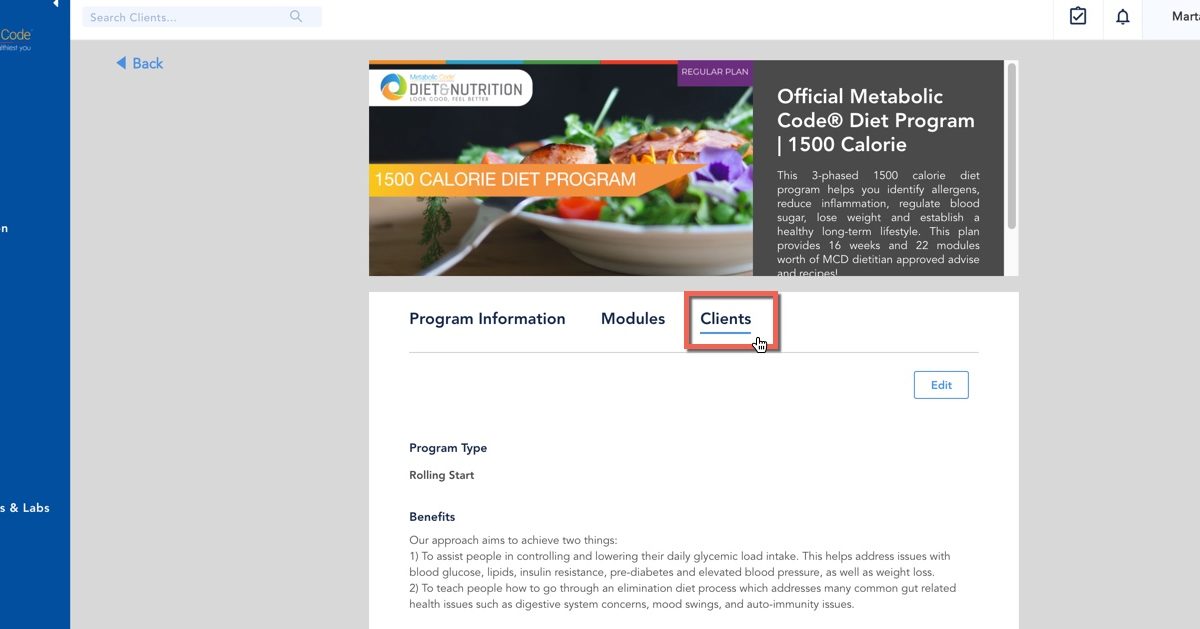 Search Clients...
Mart
Code
lthiest you
Back
Metabolic Code
DIET&NUTRITION
LOOK GOOD, FEEL BETTER
REGULAR PLAN
1500 CALORIE DIET PROGRAM
Official Metabolic
Code® Diet Program
| 1500 Calorie
This 3-phased 1500 calorie diet
program helps you identify allergens,
reduce inflammation, regulate blood
sugar, lose weight and establish a
healthy long-term lifestyle. This plan
provides 16 weeks and 22 modules
worth of MCD dietitian approved advise
and recipes!
n
s & Labs
Program Information
Modules
Clients
Edit
Program Type
Rolling Start
Benefits
Our approach aims to achieve two things:
1) To assist people in controlling and lowering their daily glycemic load intake. This helps address issues with
blood glucose, lipids, insulin resistance, pre-diabetes and elevated blood pressure, as well as weight loss.
2) To teach people how to go through an elimination diet process which addresses many common gut related
health issues such as digestive system concerns, mood swings, and auto-immunity issues.